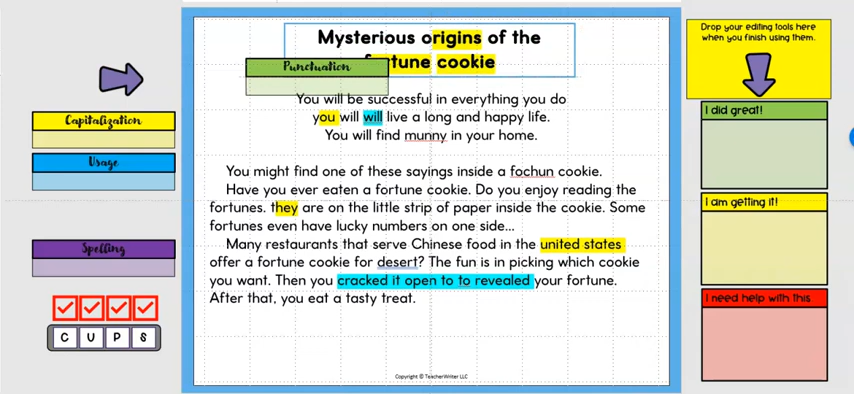 Mysterious origins of the
fortune cookie
Punctuation
You will be successful in everything you do
you will will live a long and happy life.
You will find munny in your home.
You might find one of these sayings inside a fochun cookie.
Have you ever eaten a fortune cookie. Do you enjoy reading the
fortunes. they are on the little strip of paper inside the cookie. Some
fortunes even have lucky numbers on one side...
Many restaurants that serve Chinese food in the united states
offer a fortune cookie for desert? The fun is in picking which cookie
you want. Then you cracked it open to to revealed your fortune.
After that, you eat a tasty treat.
Copyright © TeacherWriter LLC
Capitalization
Usage
Spelling
C U P S
Drop your editing tools here
when you finish using them.
I did great!
I am getting it!
I need help with this